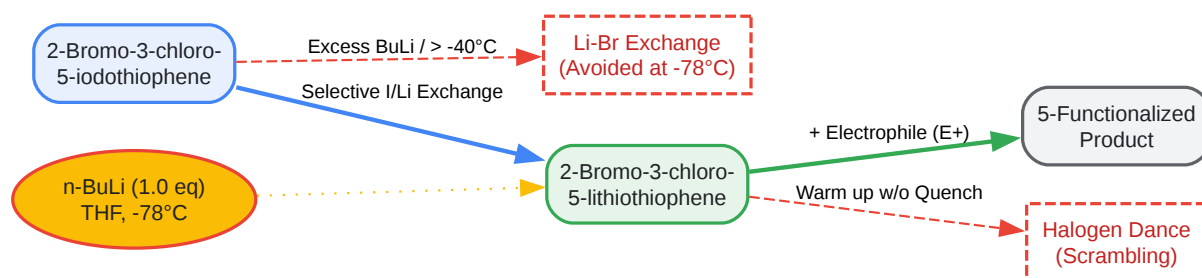 2-Bromo-3-chloro-
5-iodothiophene
Excess BuLi / > -40°C
Li-Br Exchange
(Avoided at -78°C)
Selective I/Li Exchange
n-BuLi (1.0 eq)
THF, -78°C
2-Bromo-3-chloro-
5-lithiothiophene
+ Electrophile (E+)
5-Functionalized
Product
Warm up w/o Quench
Halogen Dance
(Scrambling)